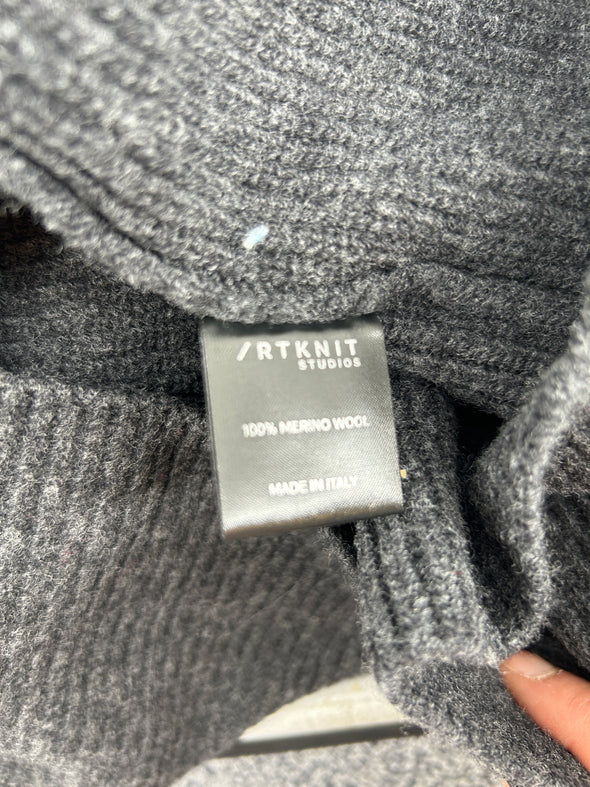 /RTKNIT
STUDIOS
100% MERINO WOOL
MADE IN ITALY